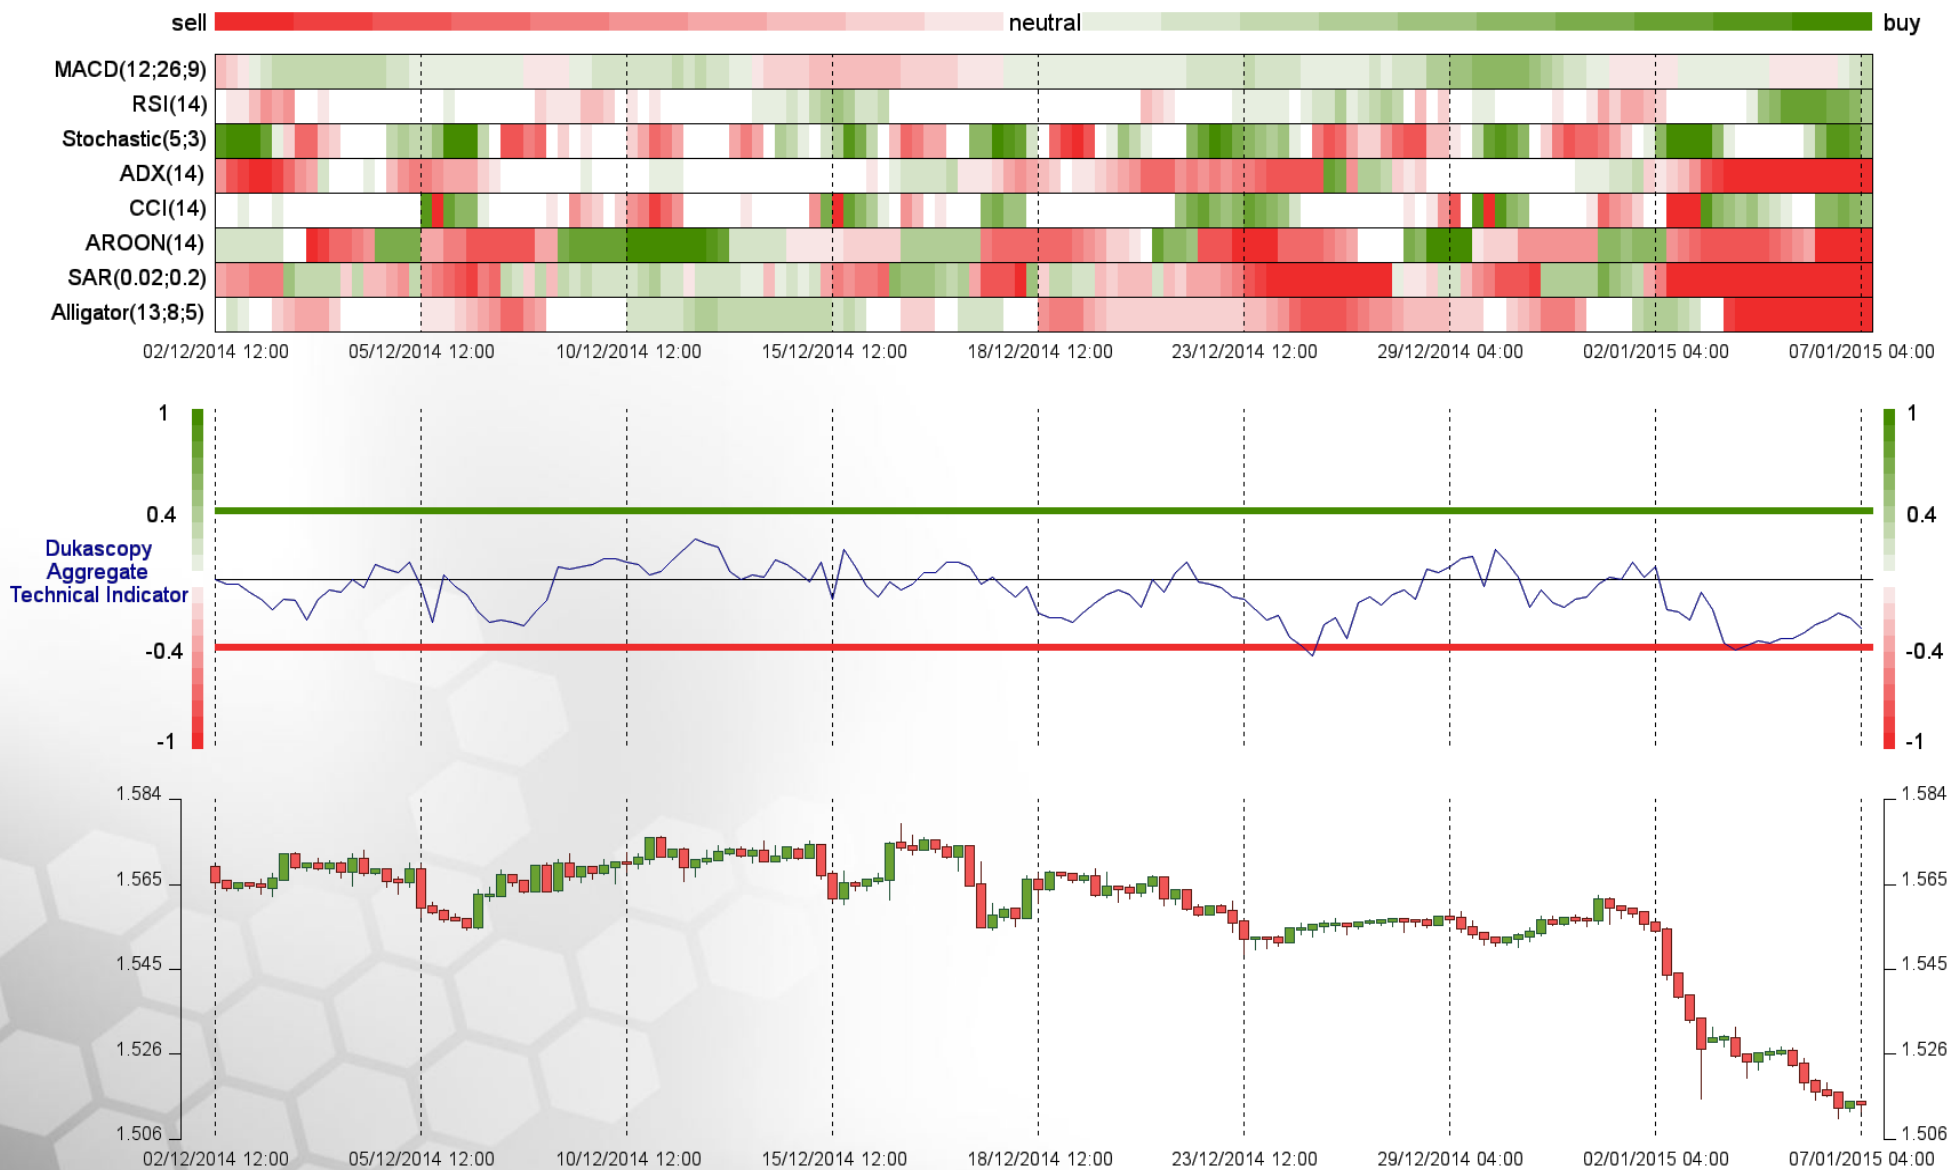 sell neutral buy
MACD(12;26;9)
RSI(14)
Stochastic(5;3)
ADX(14)
CCI(14)
AROON(14)
SAR(0.02;0.2)
Alligator(13;8;5)
02/12/2014 12:00 05/12/2014 12:00 10/12/2014 12:00 15/12/2014 12:00 18/12/2014 12:00 23/12/2014 12:00 29/12/2014 04:00 02/01/2015 04:00 07/01/2015 04:00
1 1
0.4 0.4
Dukascopy
Aggregate
Technical Indicator
-0.4 -0.4
-1 -1
1.584 1.584
1.565 1.565
1.545 1.545
1.526 1.526
1.506 1.506
02/12/2014 12:00 05/12/2014 12:00 10/12/2014 12:00 15/12/2014 12:00 18/12/2014 12:00 23/12/2014 12:00 29/12/2014 04:00 02/01/2015 04:00 07/01/2015 04:00